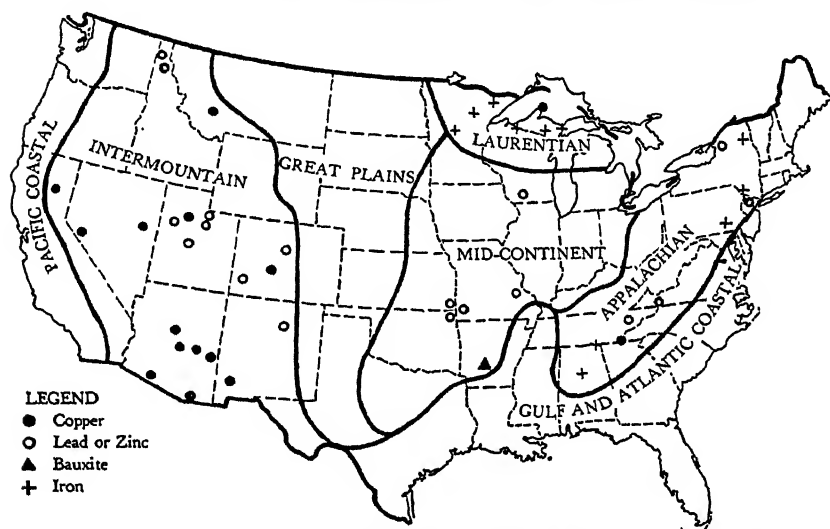 LAURENTIAN
INTERMOUNTAIN
GREAT PLAINS
PACIFIC COASTAL
MID-CONTINENT
APPALACHIAN
GULF AND ATLANTIC COASTAL
LEGEND
Copper
Lead or Zinc
Bauxite
Iron